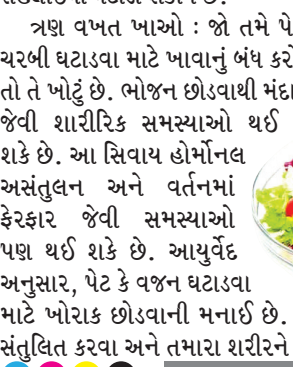 ત્રણ વખત ખાઓ : જો તમે પે
ચરબી ઘટાડવા માટે ખાવાનું બંધ કરો
તો તે ખોટું છે. ભોજન છોડવાથી મંદા
જેવી શારીરિક સમસ્યાઓ થઈ
શકે છે. આ સિવાય હોર્મોનલ
અસંતુલન અને વર્તનમાં
ફેરફાર જેવી સમસ્યાઓ
પણ થઈ શકે છે. આયુર્વેદ
અનુસાર, પેટ કે વજન ઘટાડવા
માટે ખોરાક છોડવાની મનાઈ છે.
સંતુલિત કરવા અને તમારા શરીરને